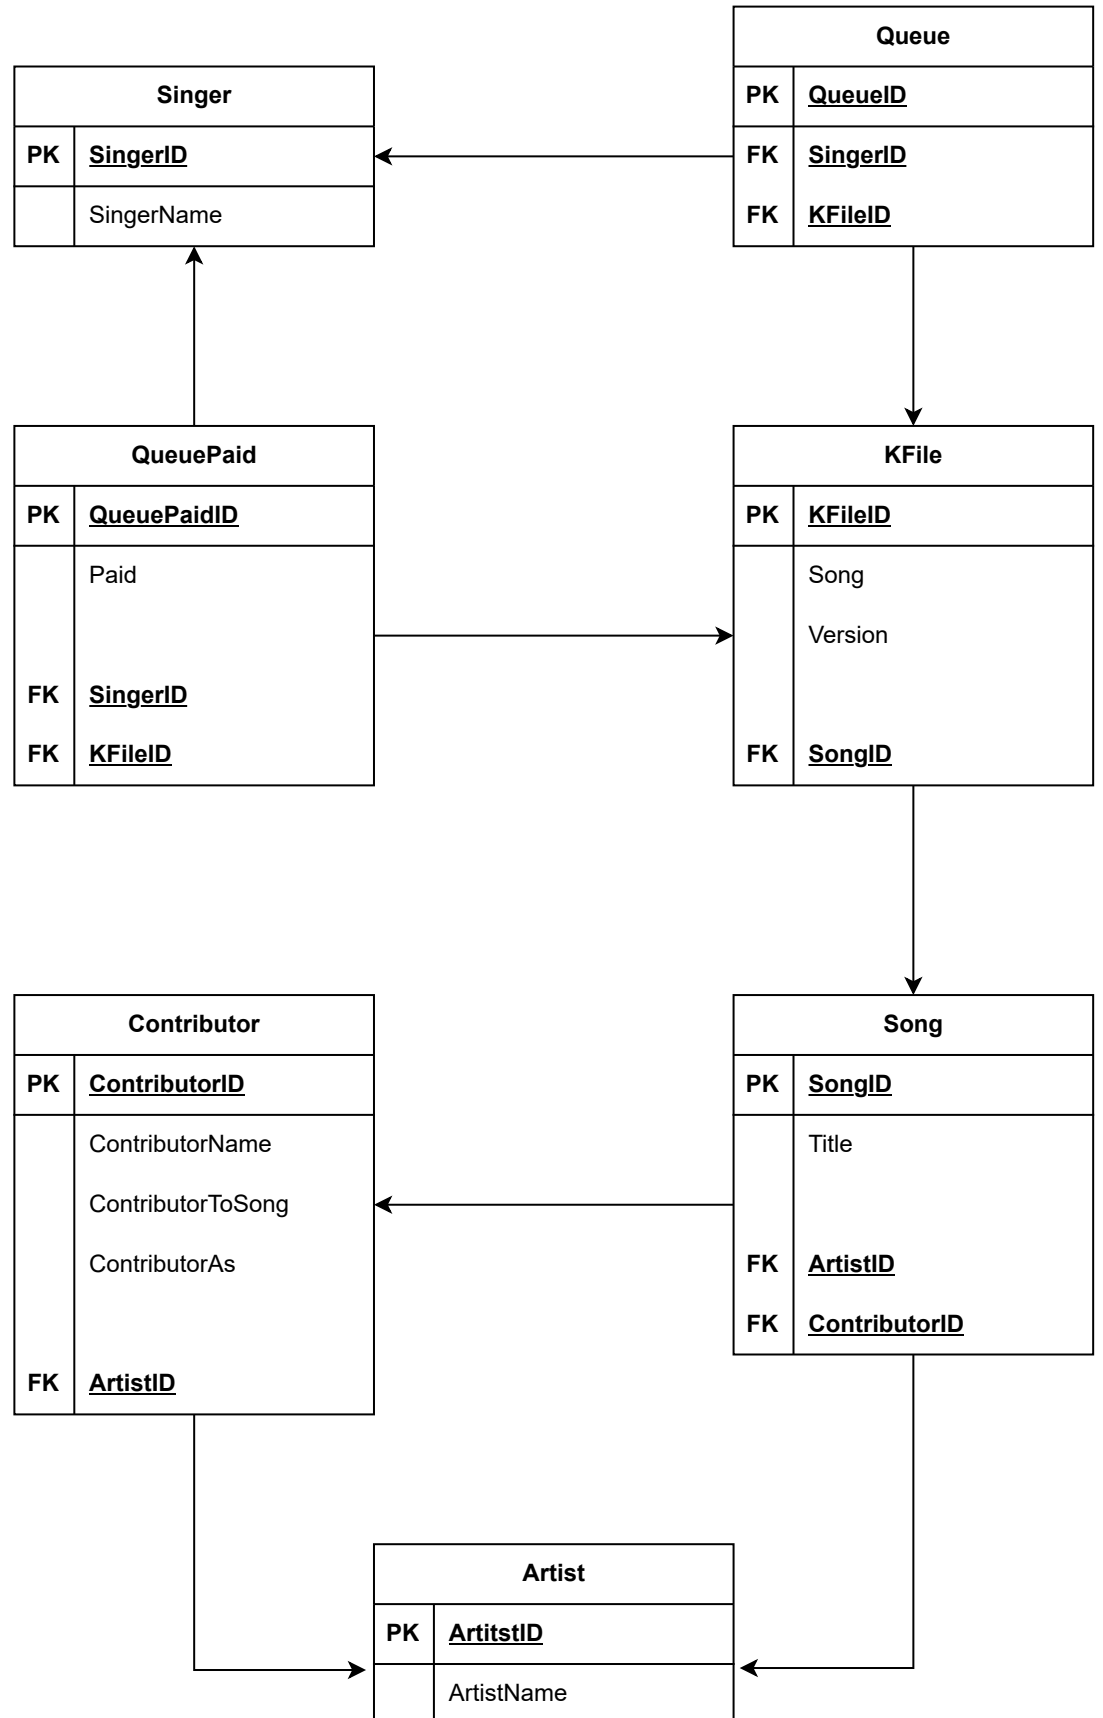 Queue
PK QueueID
FK SingerID
FK KFileID
Singer
PK SingerID
SingerName
QueuePaid
PK QueuePaidID
Paid
FK SingerID
FK KFileID
KFile
PK KFileID
Song
Version
FK SongID
Contributor
PK ContributorID
ContributorName
ContributorToSong
ContributorAs
FK ArtistID
Song
PK SongID
Title
FK ArtistID
FK ContributorID
Artist
PK ArtitstID
ArtistName